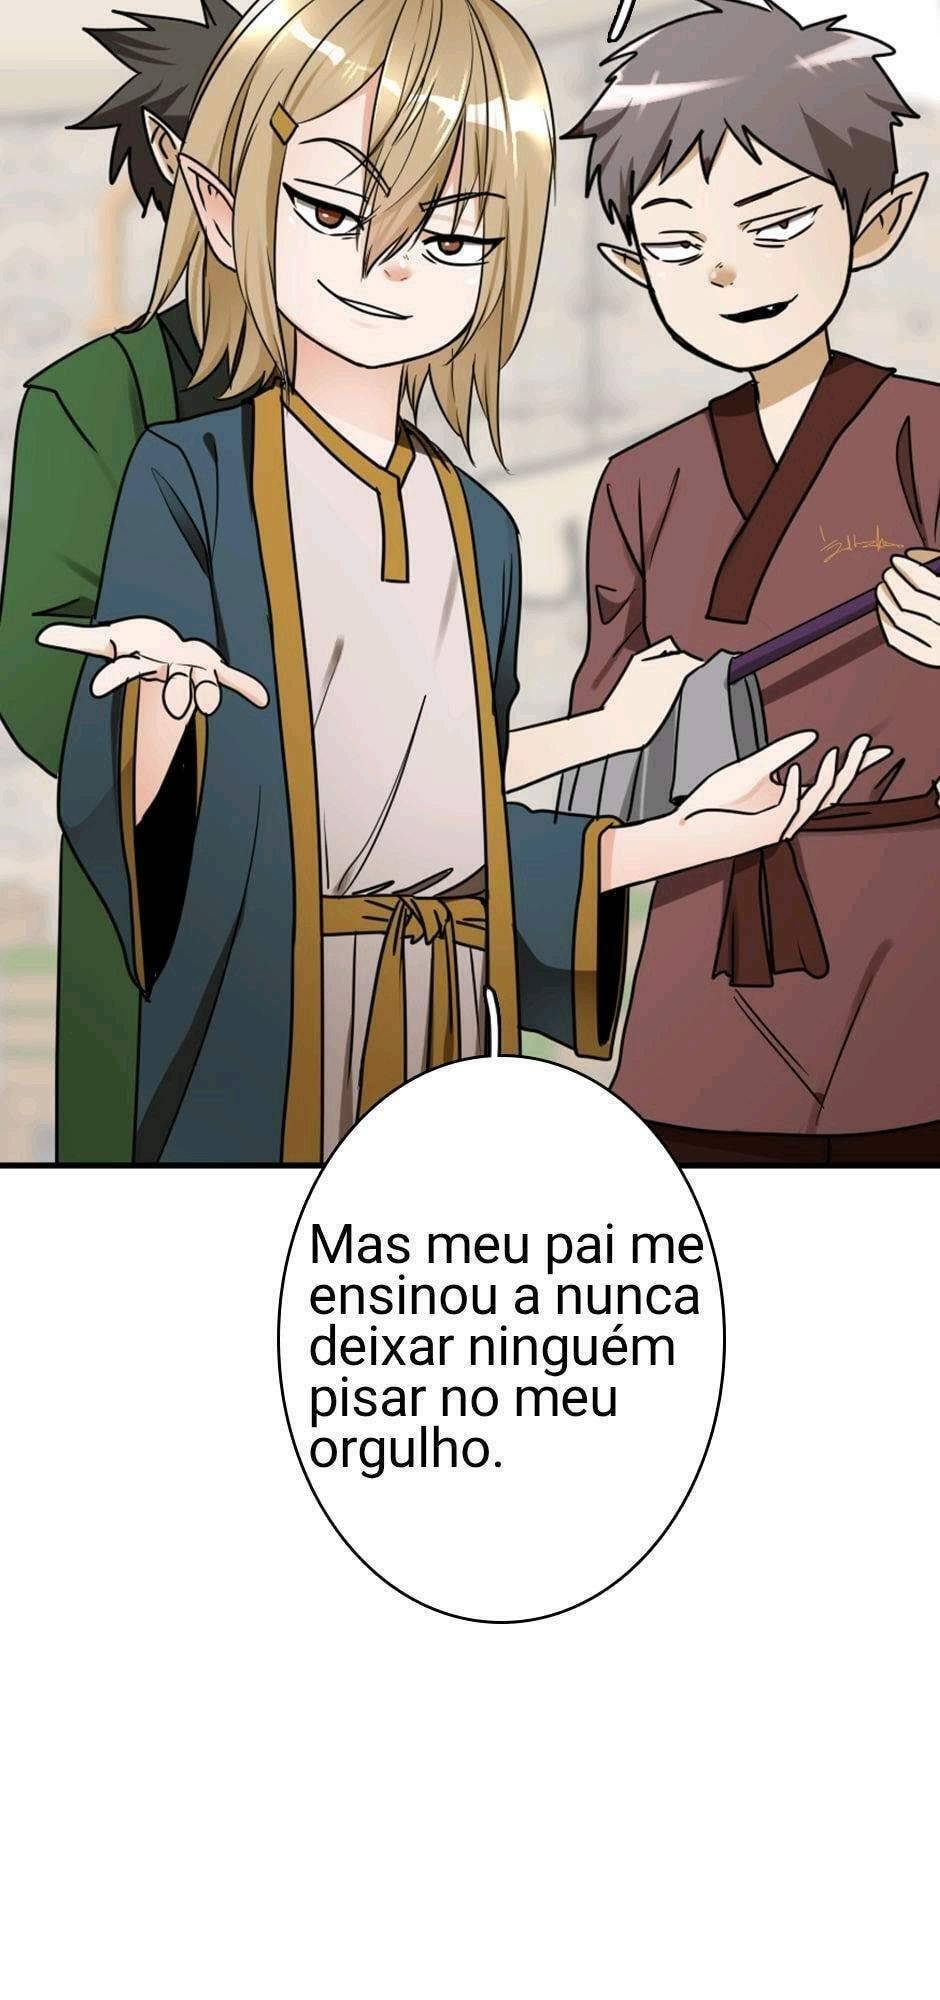 Mas meu pai me
ensinou a nunca
deixar ninguém
pisar no meu
orgulho.